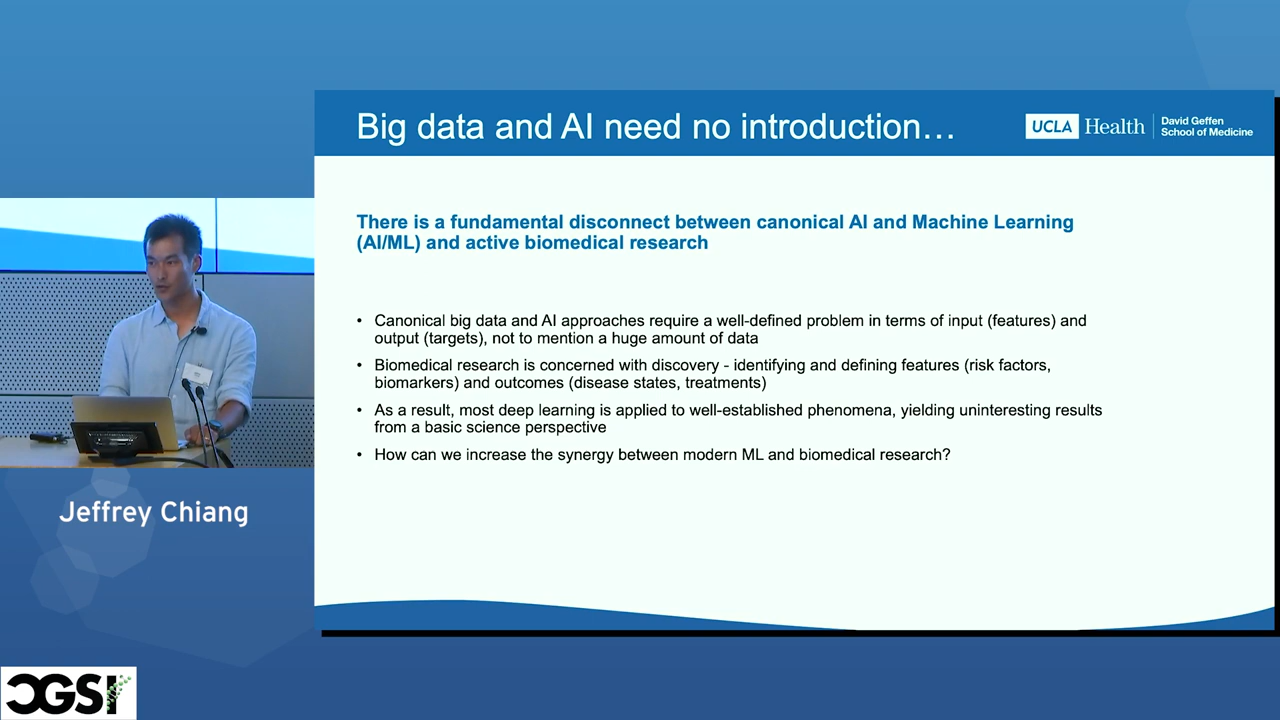 Big data and AI need no introduction…
UCLA Health
David Geffen
School of Medicine
There is a fundamental disconnect between canonical AI and Machine Learning
(AI/ML) and active biomedical research
• Canonical big data and AI approaches require a well-defined problem in terms of input (features) and
output (targets), not to mention a huge amount of data
• Biomedical research is concerned with discovery - identifying and defining features (risk factors,
biomarkers) and outcomes (disease states, treatments)
• As a result, most deep learning is applied to well-established phenomena, yielding uninteresting results
from a basic science perspective
• How can we increase the synergy between modern ML and biomedical research?
Jeffrey Chiang
CGSI